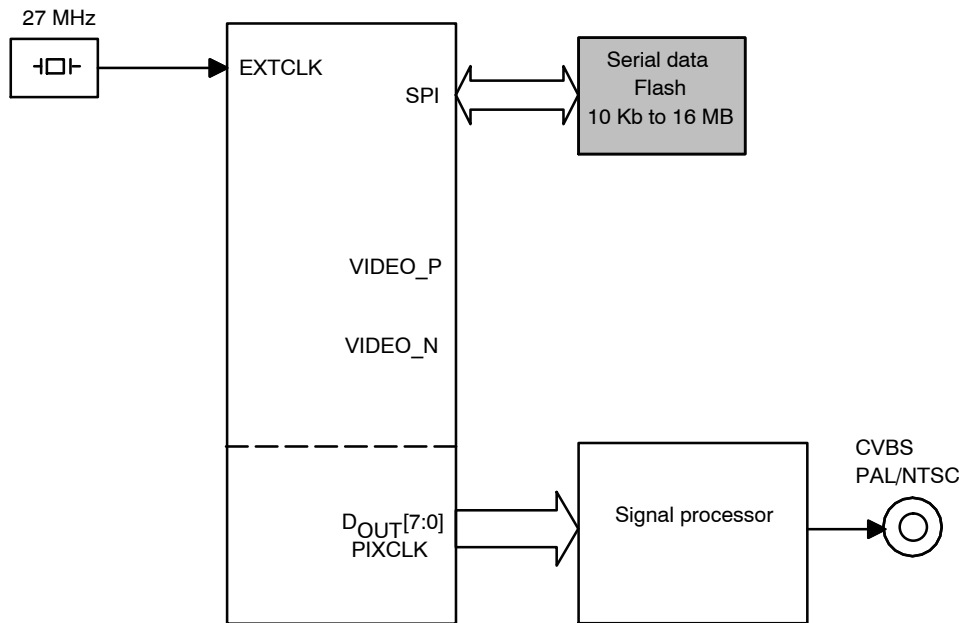 27 MHz
EXTCLK
SPI
Serial data
Flash
10 Kb to 16 MB
VIDEO_P
VIDEO_N
DOUT[7:0]
PIXCLK
Signal processor
CVBS
PAL/NTSC